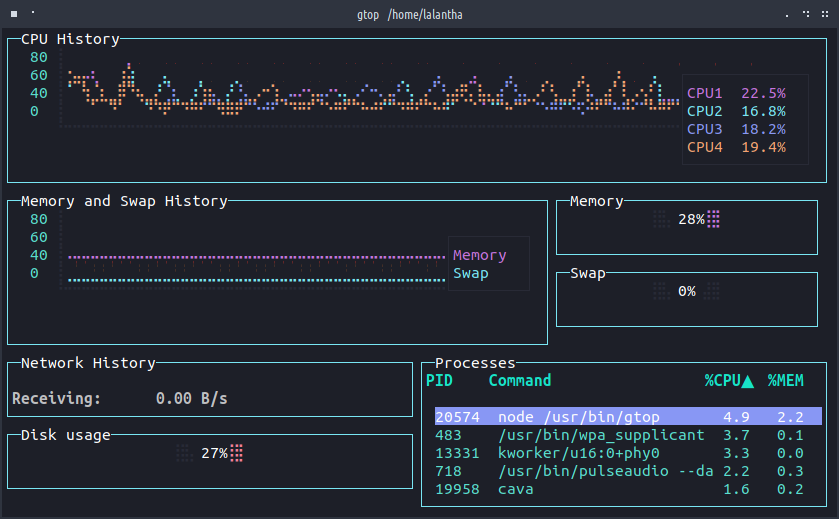 gtop /home/lalantha
CPU History
80
60
40
0
CPU1 22.5%
CPU2 16.8%
CPU3 18.2%
CPU4 19.4%
Memory and Swap History
80
60
40
0
Memory
Swap
Memory
28%
Swap
0%
Network History
Receiving: 0.00 B/s
Disk usage
27%
Processes
PID Command %CPU▲ %MEM
20574 node /usr/bin/gtop 4.9 2.2
483 /usr/bin/wpa_supplicant 3.7 0.1
13331 kworker/u16:0+phy0 3.3 0.0
718 /usr/bin/pulseaudio --da 2.2 0.3
19958 cava 1.6 0.2